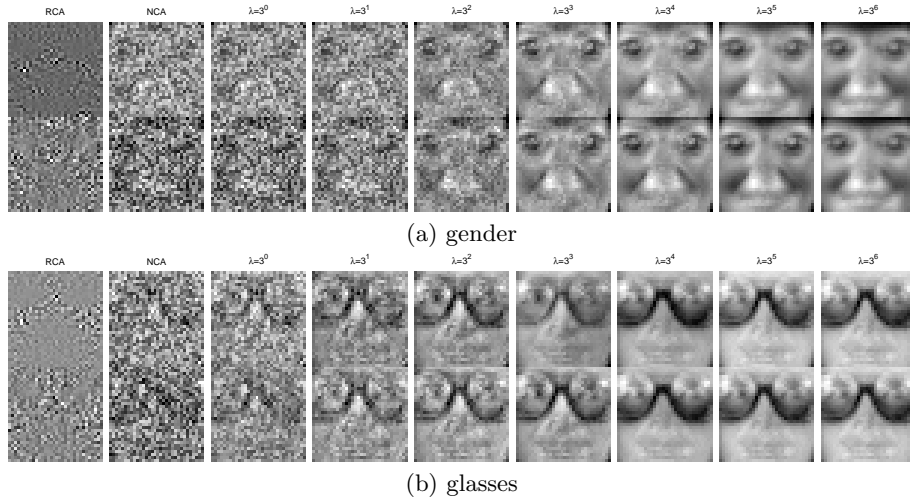 RCA NCA λ=3⁰ λ=3¹ λ=3² λ=3³ λ=3⁴ λ=3⁵ λ=3⁶
(a) gender
RCA NCA λ=3⁰ λ=3¹ λ=3² λ=3³ λ=3⁴ λ=3⁵ λ=3⁶
(b) glasses